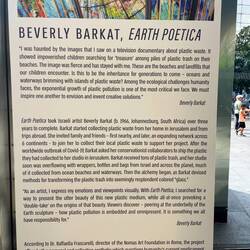 BEVERLY BARKAT, EARTH POETICA
"I was haunted by the images that I saw on a television documentary about plastic waste. It
showed impoverished children searching for 'treasure' among piles of plastic trash on their
beaches. The image was fierce and has stayed with me. These are the beaches and landfills that
our children encounter. Is this to be the inheritance for generations to come – oceans and
waterways brimming with islands of plastic waste? Among the ecological challenges humanity
faces, the exponential growth of plastic pollution is one of the most critical we face. We must
inspire one another to envision and invent creative solutions."
Beverly Barkat
Earth Poetica took Israeli artist Beverly Barkat (b. 1966, Johannesburg, South Africa) over three
years to complete. Barkat started collecting plastic waste from her home in Jerusalem and from
trips abroad. She invited family and friends – first nearby, and later, an expanding network across
6 continents – to join her to collect their local plastic waste to support her project. After the
worldwide outbreak of Covid-19 Barkat asked her conservationist collaborators to ship the plastic
they had collected to her studio in Jerusalem. Barkat received tons of plastic trash, and her studio
soon was overflowing with wrappers, bottles and bags from Israel and across the planet, much
of it collected from ocean beaches and waterways. Then the alchemy began, as Barkat devised
methods for transforming the plastic trash into seemingly resplendent colored "glass."
"As an artist, I express my emotions and viewpoints visually. With Earth Poetica, I searched for a
way to present the utter beauty of this new plastic medium, while all-at-once provoking a
'double-take' on the origins of that beauty. Viewers discover – peering at the underbelly of the
Earth sculpture – how plastic pollution is embedded and omnipresent. It is something we all
have responsibility for."
Beverly Barkat
According to Dr. Raffaella Frascarelli, director of the Nomas Art Foundation in Rome, the project